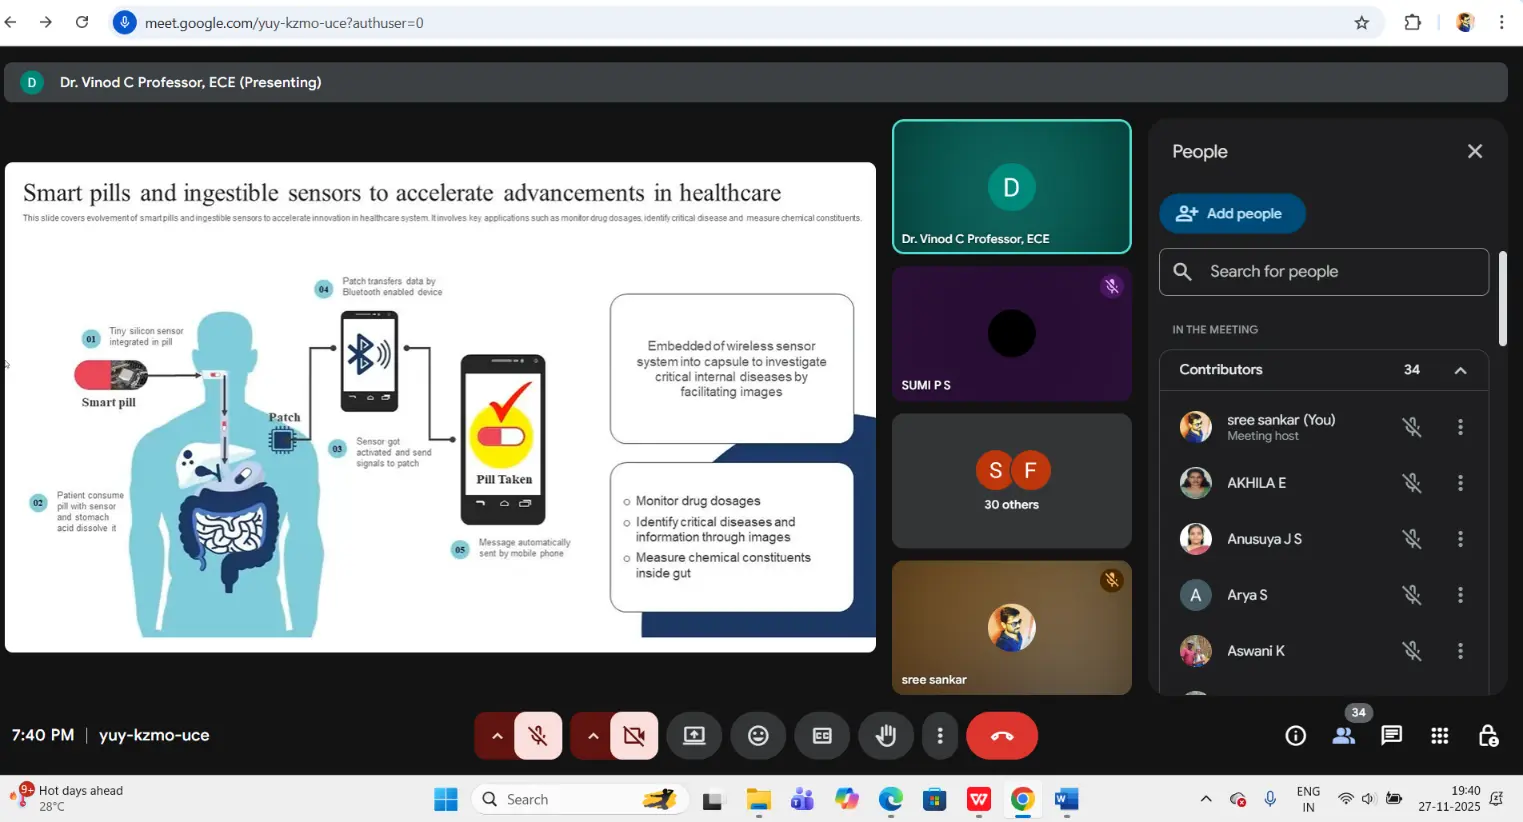 meet.google.com/yuy-kzmo-uce?authuser=0
D
Dr. Vinod C Professor, ECE (Presenting)
Smart pills and ingestible sensors to accelerate advancements in healthcare
This slide covers evolvement of smart pills and ingestible sensors to accelerate innovation in healthcare system. It involves key applications such as monitor drug dosages, identify critical disease and measure chemical constituents.
01
Tiny silicon sensor
integrated in pill
Smart pill
02
Patient consume
pill with sensor
and stomach
acid dissolve it
Patch
03
Sensor got
activated and send
signals to patch
04
Patch transfers data by
Bluetooth enabled device
Pill Taken
05
Message automatically
sent by mobile phone
Embedded of wireless sensor
system into capsule to investigate
critical internal diseases by
facilitating images
Monitor drug dosages
Identify critical diseases and
information through images
Measure chemical constituents
inside gut
D
Dr. Vinod C Professor, ECE
SUMI P S
S F
30 others
sree sankar
People
Add people
Search for people
IN THE MEETING
Contributors 34
sree sankar (You)
Meeting host
AKHILA E
Anusuya J S
A
Arya S
Aswani K
7:40 PM | yuy-kzmo-uce
CC
34
9+
Hot days ahead
28°C
Search
ENG
IN
19:40
27-11-2025